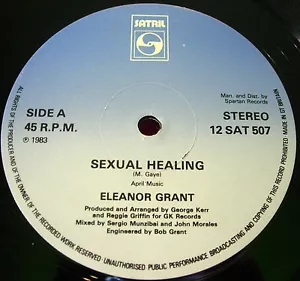 SATRIL
Man. and Dist. by
Spartan Records
SIDE A
45 R.P.M.
℗ 1983
STEREO
12 SAT 507
SEXUAL HEALING
(M. Gaye)
April Music
ELEANOR GRANT
Produced and Arranged by George Kerr
and Reggie Griffin for GK Records
Mixed by Sergio Munzibai and John Morales
Engineered by Bob Grant
ALL RIGHTS OF THE PRODUCER AND OF THE OWNER OF THE RECORDED WORK RESERVED UNAUTHORISED PUBLIC PERFORMANCE BROADCASTING AND COPYING OF THIS RECORD PROHIBITED MADE IN GT BRITAIN